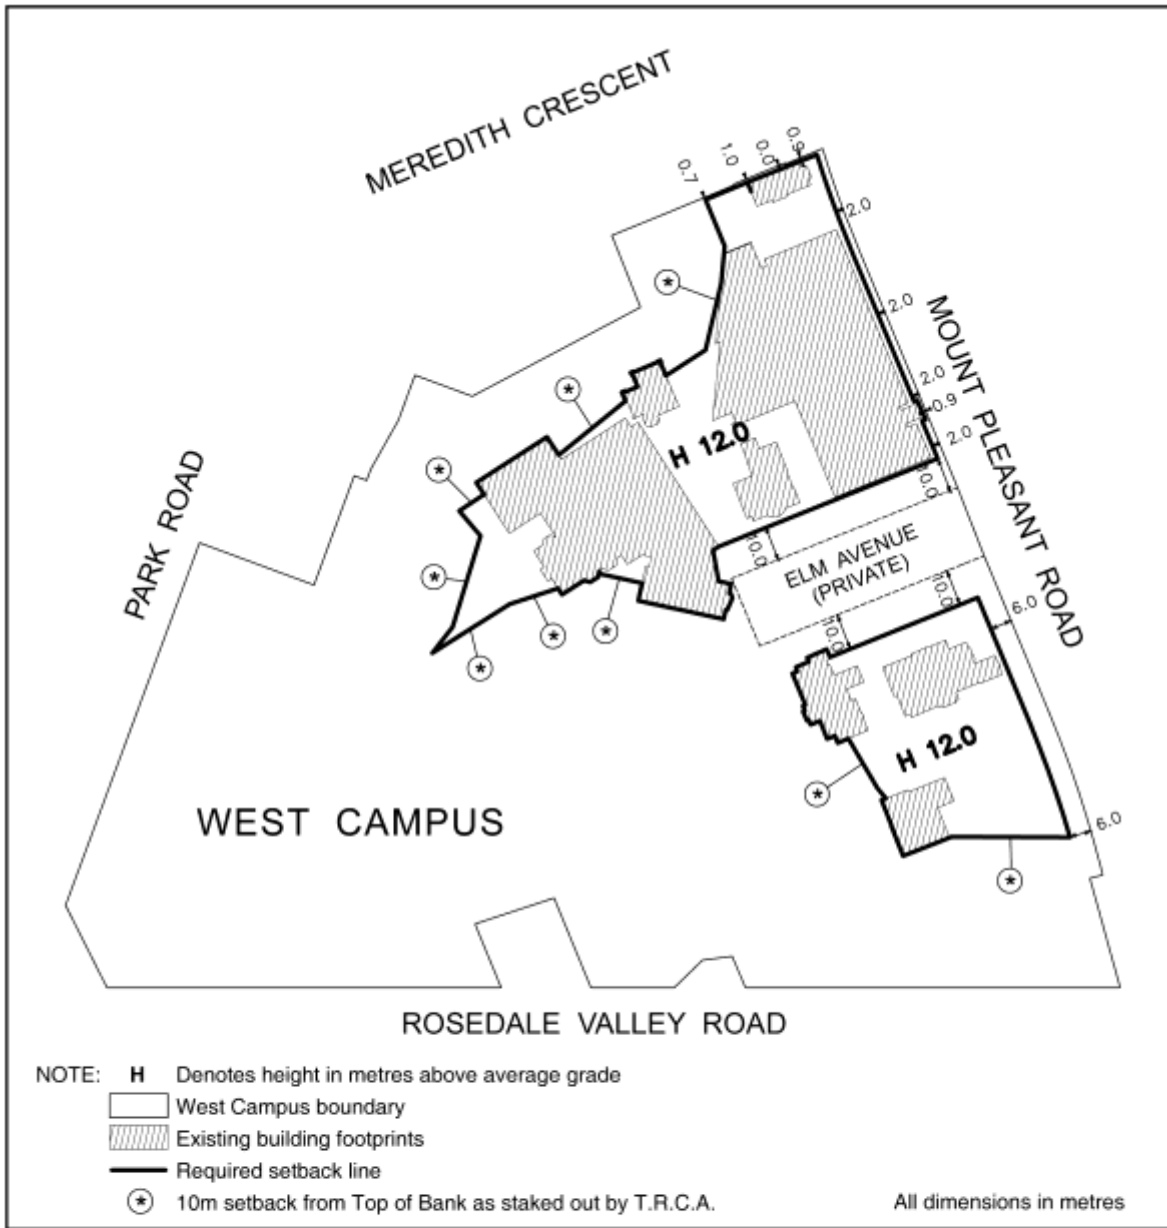 MEREDITH CRESCENT
0.7
1.0
0.0
0.9
2.0
2.0
2.0
0.9
2.0
MOUNT PLEASANT ROAD
PARK ROAD
*
*
*
*
*
*
*
H 12.0
10.0
10.0
ELM AVENUE
(PRIVATE)
10.0
10.0
6.0
H 12.0
*
6.0
*
WEST CAMPUS
ROSEDALE VALLEY ROAD
NOTE: H Denotes height in metres above average grade
West Campus boundary
Existing building footprints
Required setback line
* 10m setback from Top of Bank as staked out by T.R.C.A. All dimensions in metres